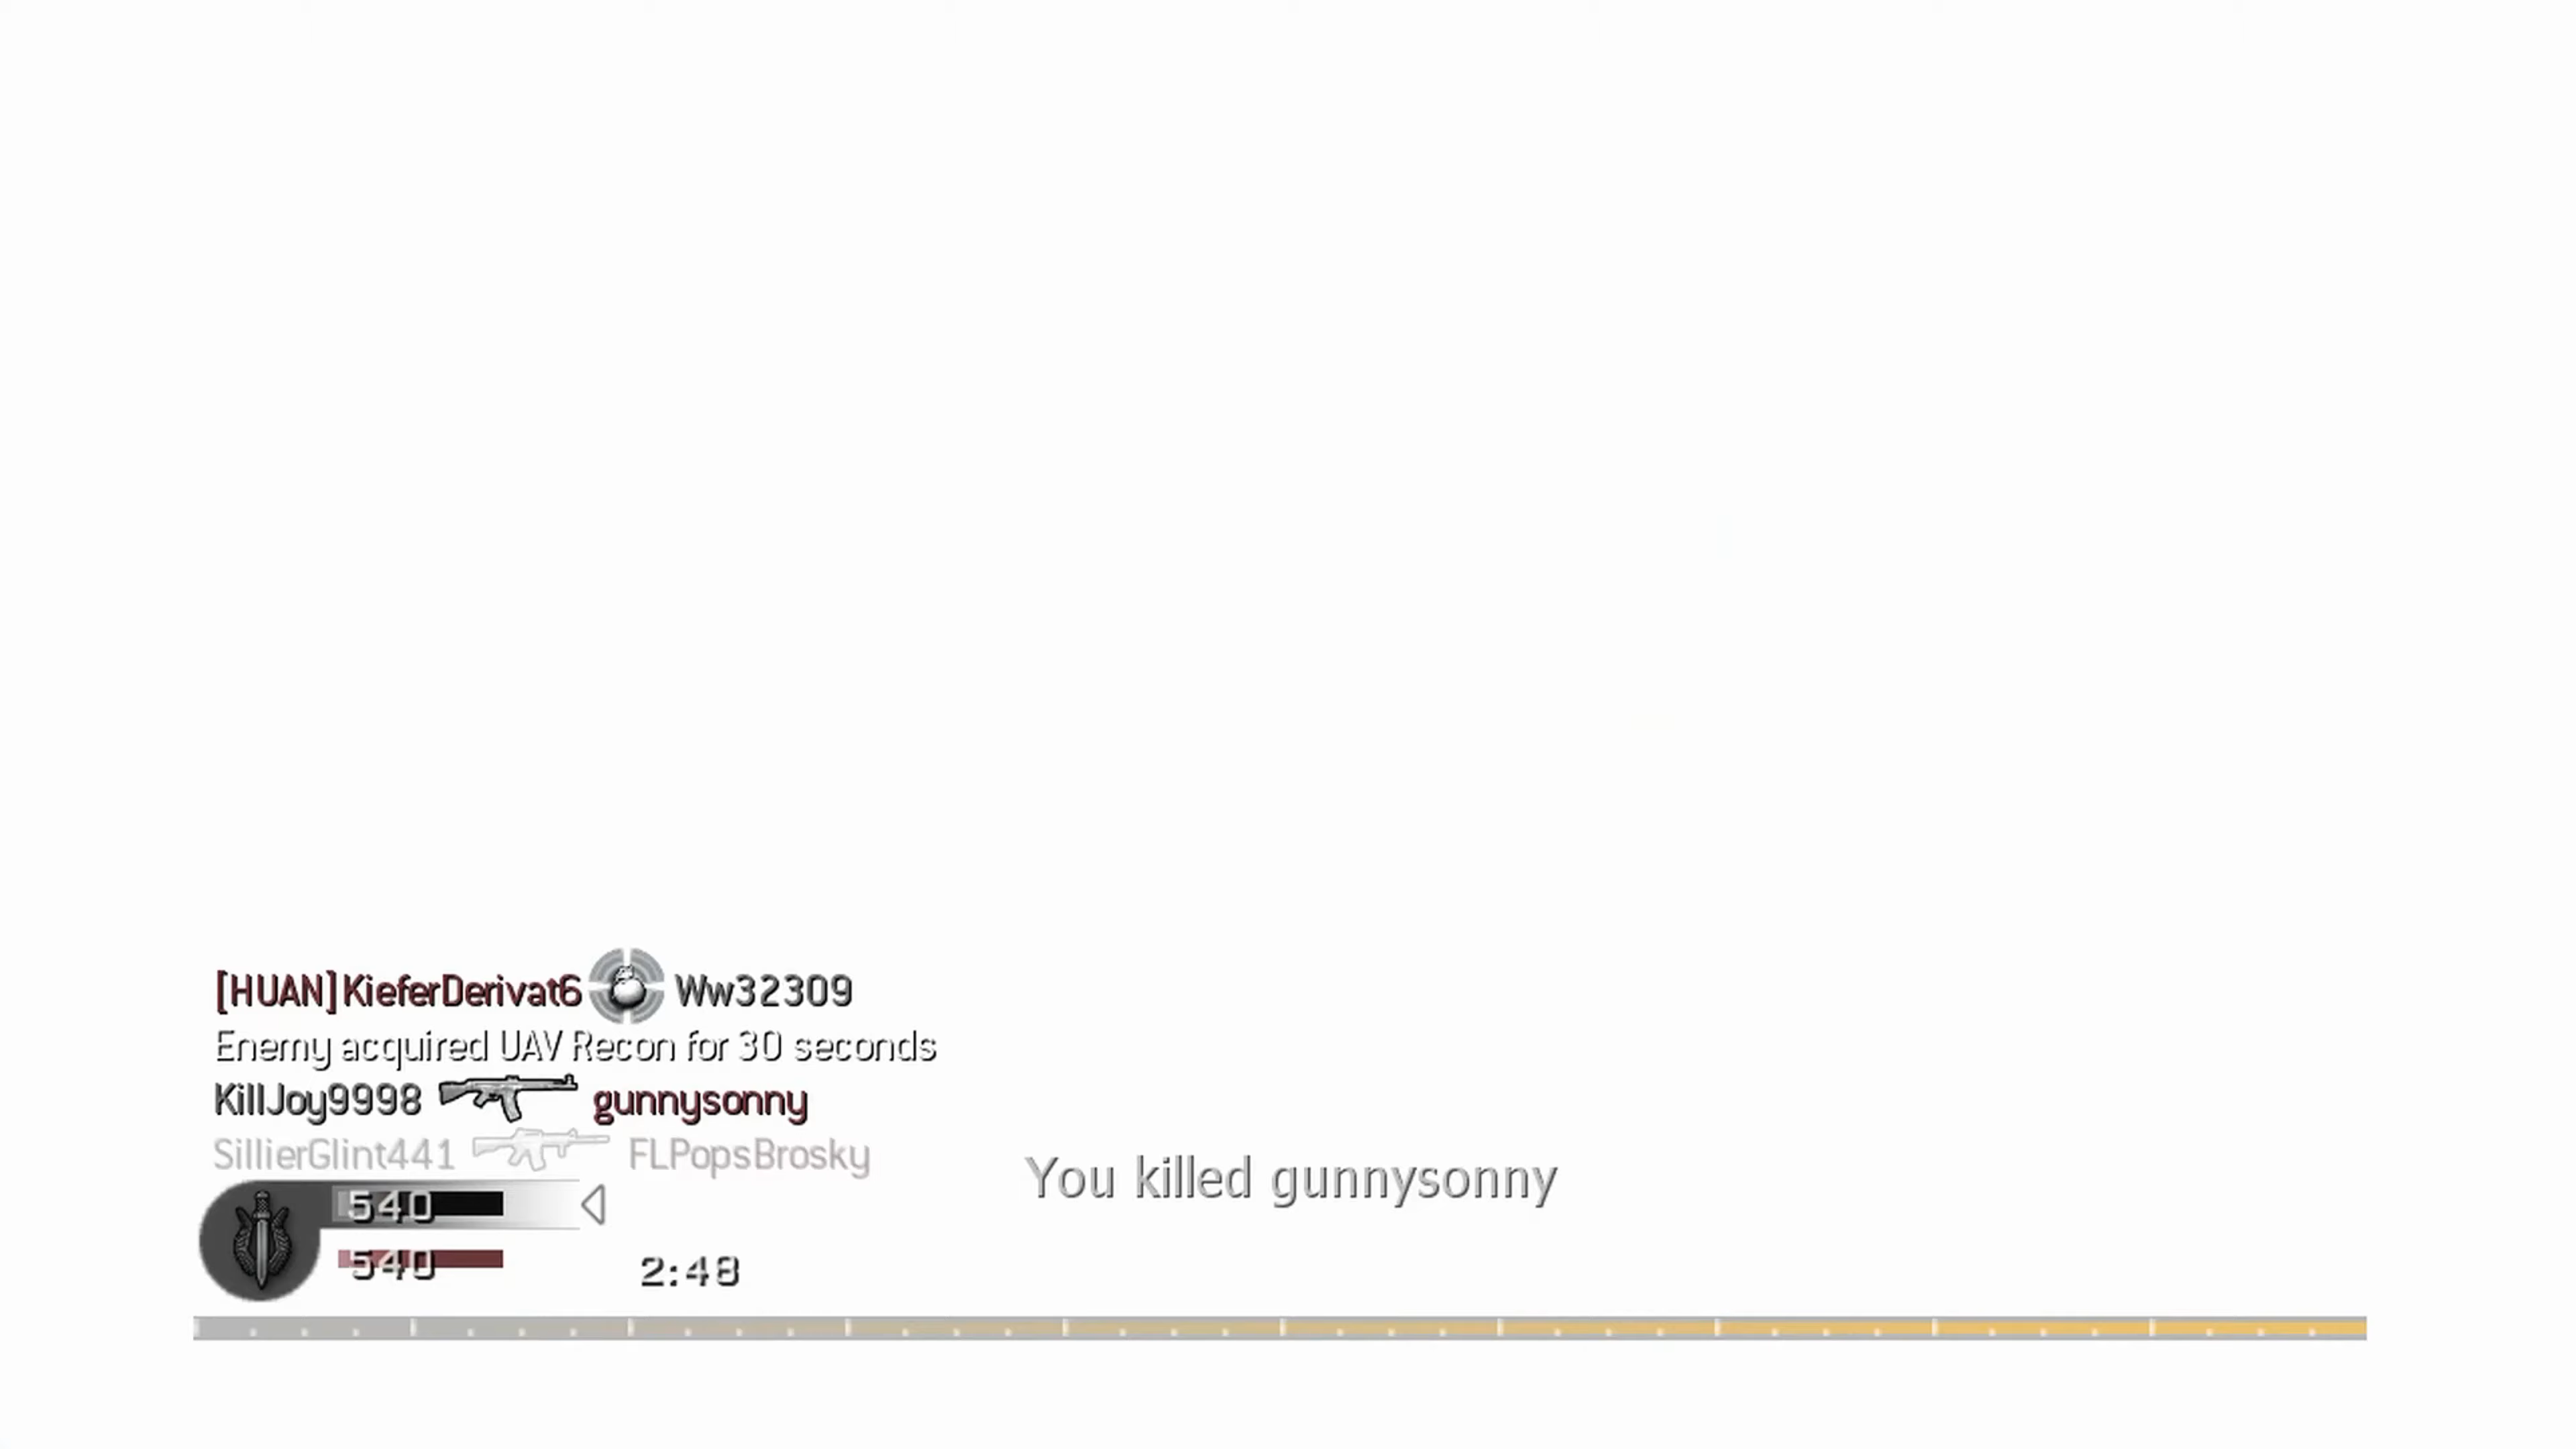 [HUAN]KieferDerivat6 Ww32309
Enemy acquired UAV Recon for 30 seconds
KillJoy9998 gunnysonny
SillierGlint441 FLPopsBrosky
You killed gunnysonny
540
540
2:48